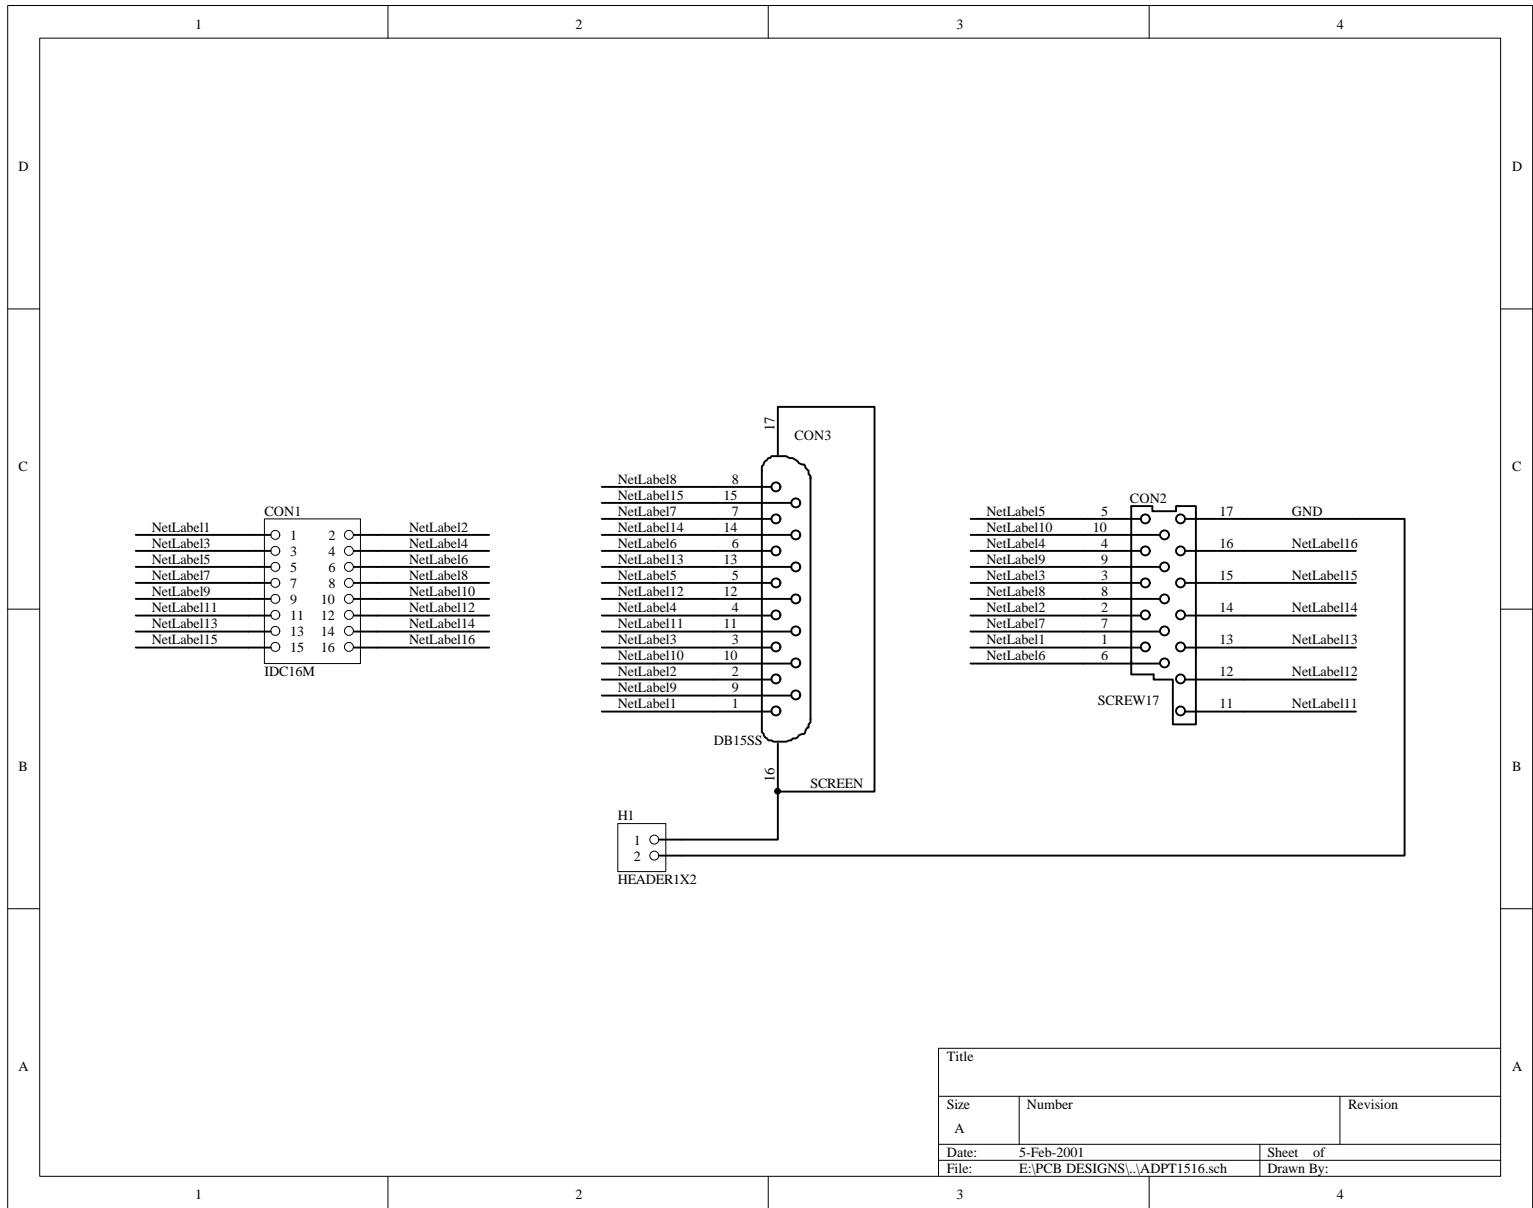 1 2 3 4
D D
C C
B B
A A
CON1
NetLabel1 1 2 NetLabel2
NetLabel3 3 4 NetLabel4
NetLabel5 5 6 NetLabel6
NetLabel7 7 8 NetLabel8
NetLabel9 9 10 NetLabel10
NetLabel11 11 12 NetLabel12
NetLabel13 13 14 NetLabel14
NetLabel15 15 16 NetLabel16
IDC16M
17
CON3
NetLabel8 8
NetLabel15 15
NetLabel7 7
NetLabel14 14
NetLabel6 6
NetLabel13 13
NetLabel5 5
NetLabel12 12
NetLabel4 4
NetLabel11 11
NetLabel3 3
NetLabel10 10
NetLabel2 2
NetLabel9 9
NetLabel1 1
DB15SS
16
SCREEN
H1
1
2
HEADER1X2
CON2
NetLabel5 5
NetLabel10 10
NetLabel4 4
NetLabel9 9
NetLabel3 3
NetLabel8 8
NetLabel2 2
NetLabel7 7
NetLabel1 1
NetLabel6 6
17 GND
16 NetLabel16
15 NetLabel15
14 NetLabel14
13 NetLabel13
12 NetLabel12
11 NetLabel11
SCREW17
Title
Size Number Revision
A
Date: 5-Feb-2001 Sheet of
File: E:\PCB DESIGNS\..\ADPT1516.sch Drawn By:
1 2 3 4